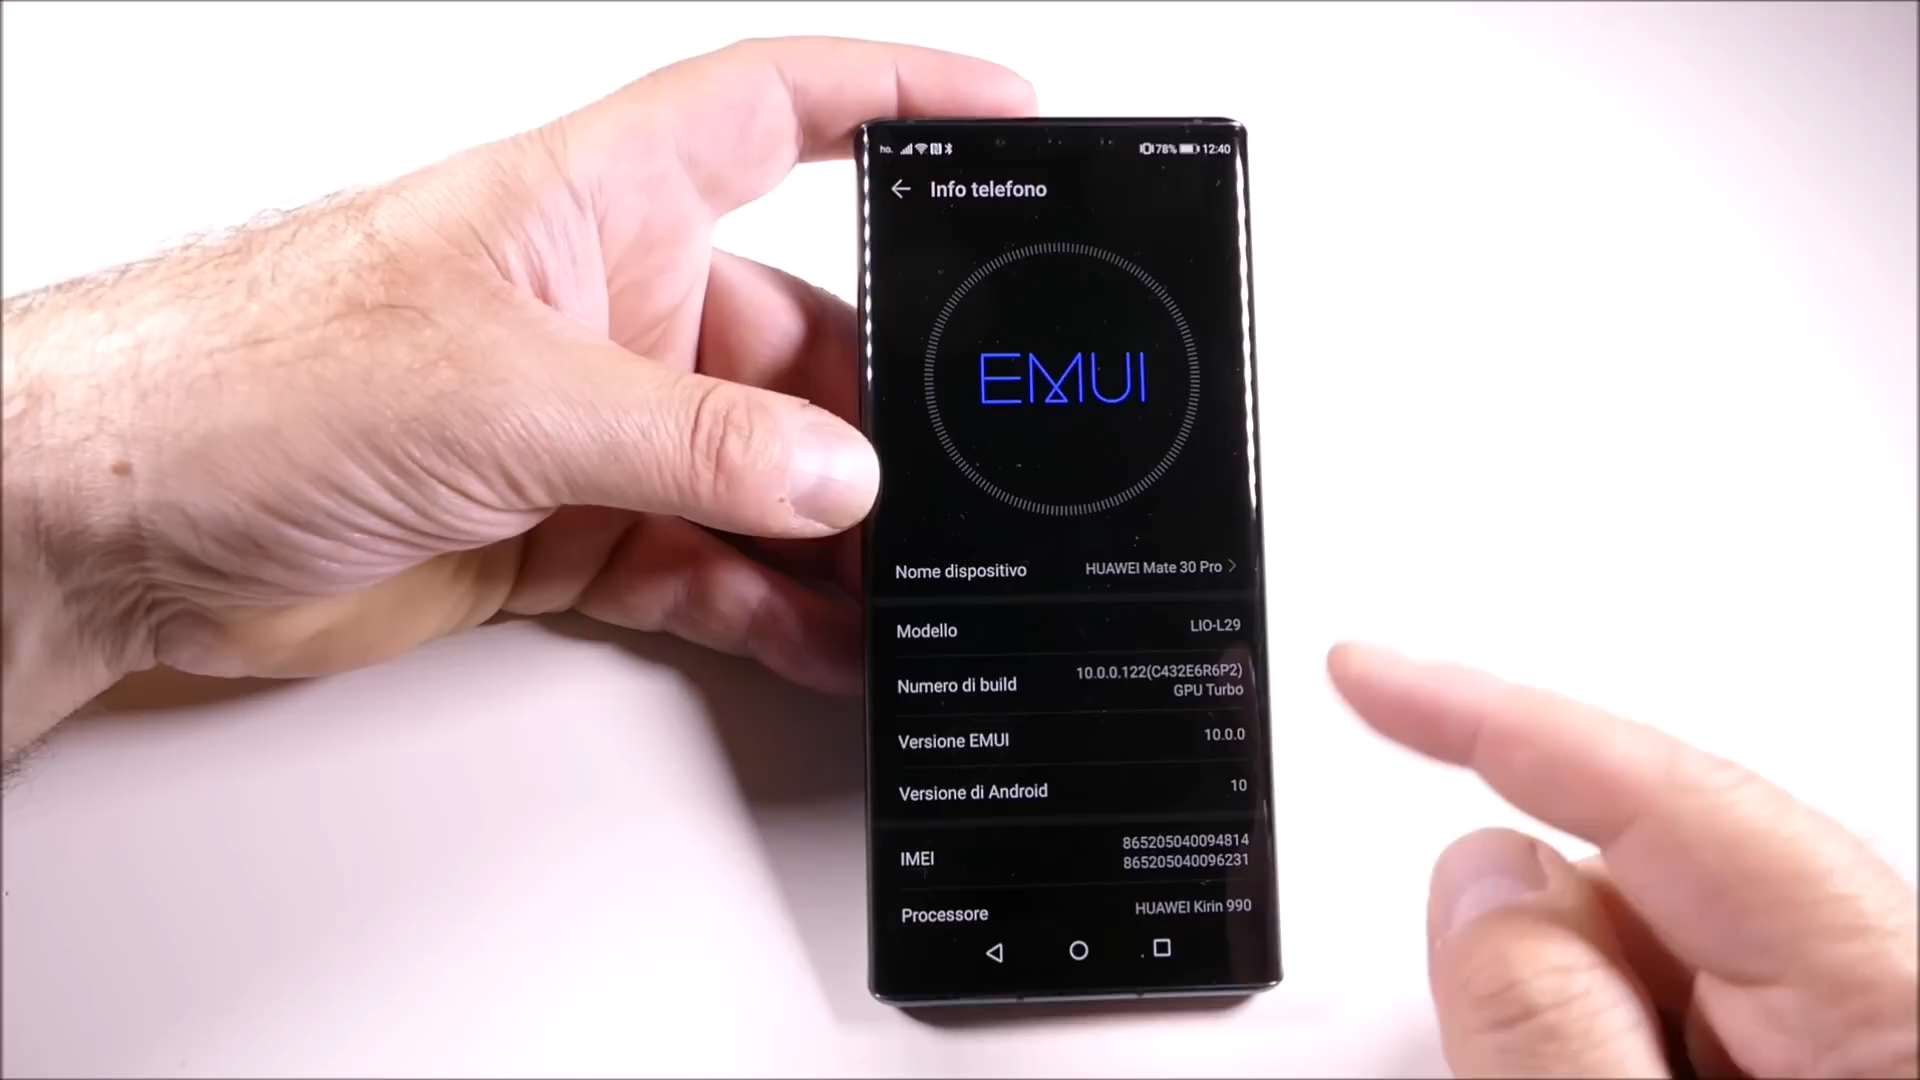 ho. 78% 12:40
Info telefono
EMUI
Nome dispositivo HUAWEI Mate 30 Pro
Modello LIO-L29
Numero di build 10.0.0.122(C432E6R6P2)
GPU Turbo
Versione EMUI 10.0.0
Versione di Android 10
IMEI 865205040094814
865205040096231
Processore HUAWEI Kirin 990